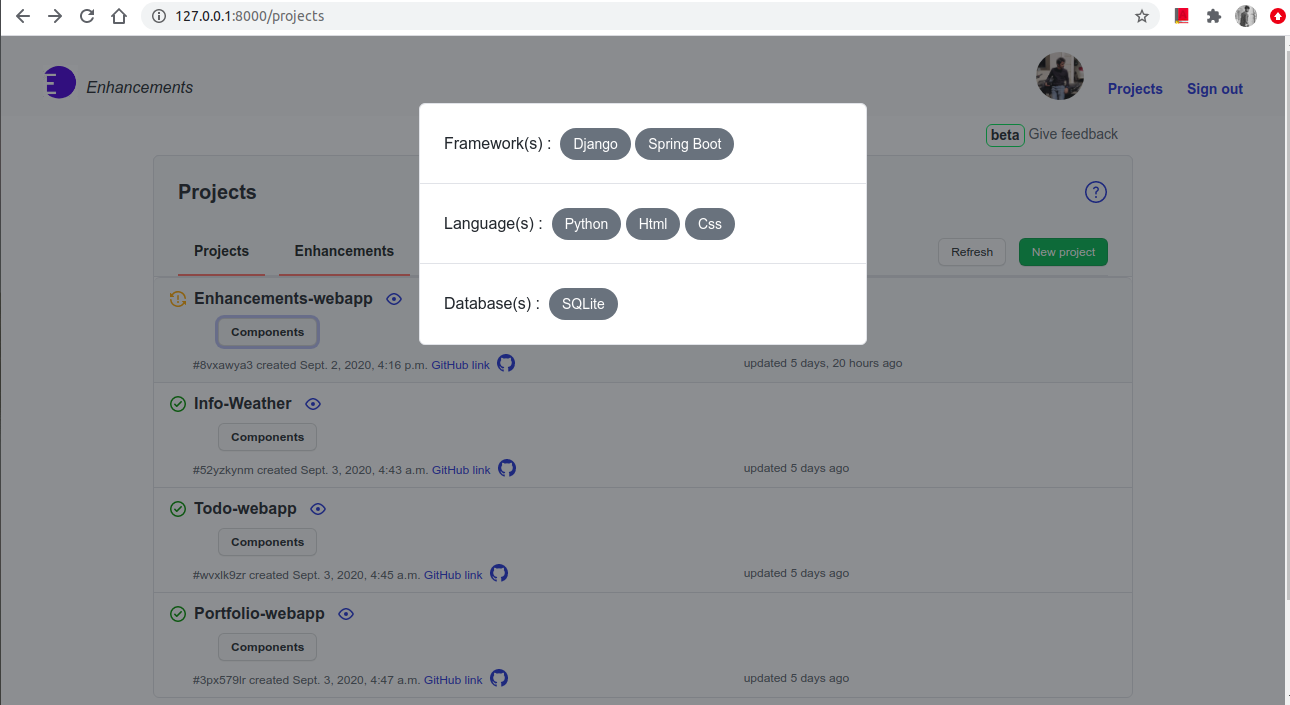 127.0.0.1:8000/projects
Enhancements
Projects Sign out
beta Give feedback
Framework(s) : Django Spring Boot
Language(s) : Python Html Css
Database(s) : SQLite
Projects
?
Projects Enhancements
Refresh New project
Enhancements-webapp
Components
#8vxawya3 created Sept. 2, 2020, 4:16 p.m. GitHub link updated 5 days, 20 hours ago
Info-Weather
Components
#52yzkynm created Sept. 3, 2020, 4:43 a.m. GitHub link updated 5 days ago
Todo-webapp
Components
#wvxlk9zr created Sept. 3, 2020, 4:45 a.m. GitHub link updated 5 days ago
Portfolio-webapp
Components
#3px579lr created Sept. 3, 2020, 4:47 a.m. GitHub link updated 5 days ago